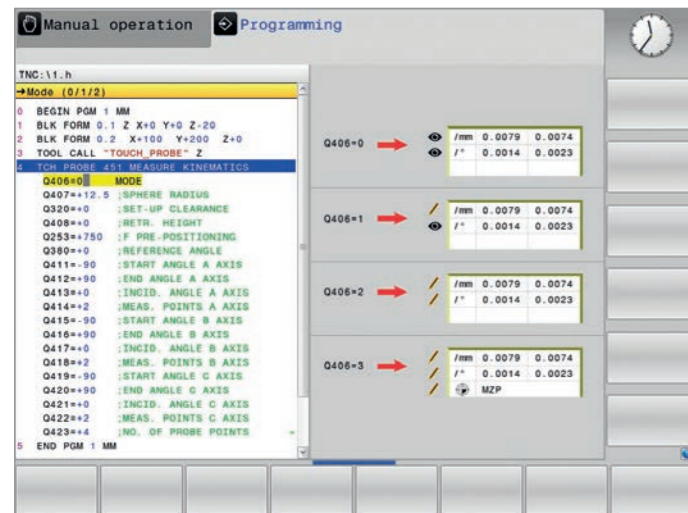 Manual operation
Programming
TNC:\1.h
→Mode (0/1/2)
0 BEGIN PGM 1 MM
1 BLK FORM 0.1 Z X+0 Y+0 Z-20
2 BLK FORM 0.2 X+100 Y+200 Z+0
3 TOOL CALL "TOUCH_PROBE" Z
4 TCH PROBE 451 MEASURE KINEMATICS
Q406=0 MODE
Q407=+12.5 ;SPHERE RADIUS
Q320=+0 ;SET-UP CLEARANCE
Q408=+0 ;RETR. HEIGHT
Q253=+750 ;F PRE-POSITIONING
Q380=+0 ;REFERENCE ANGLE
Q411=-90 ;START ANGLE A AXIS
Q412=+90 ;END ANGLE A AXIS
Q413=+0 ;INCID. ANGLE A AXIS
Q414=+2 ;MEAS. POINTS A AXIS
Q415=-90 ;START ANGLE B AXIS
Q416=+90 ;END ANGLE B AXIS
Q417=+0 ;INCID. ANGLE B AXIS
Q418=+2 ;MEAS. POINTS B AXIS
Q419=-90 ;START ANGLE C AXIS
Q420=+90 ;END ANGLE C AXIS
Q421=+0 ;INCID. ANGLE C AXIS
Q422=+2 ;MEAS. POINTS C AXIS
Q423=+4 ;NO. OF PROBE POINTS
5 END PGM 1 MM
Q406=0
/mm 0.0079 0.0074
/° 0.0014 0.0023
Q406=1
/mm 0.0079 0.0074
/° 0.0014 0.0023
Q406=2
/mm 0.0079 0.0074
/° 0.0014 0.0023
Q406=3
/mm 0.0079 0.0074
/° 0.0014 0.0023
MZP